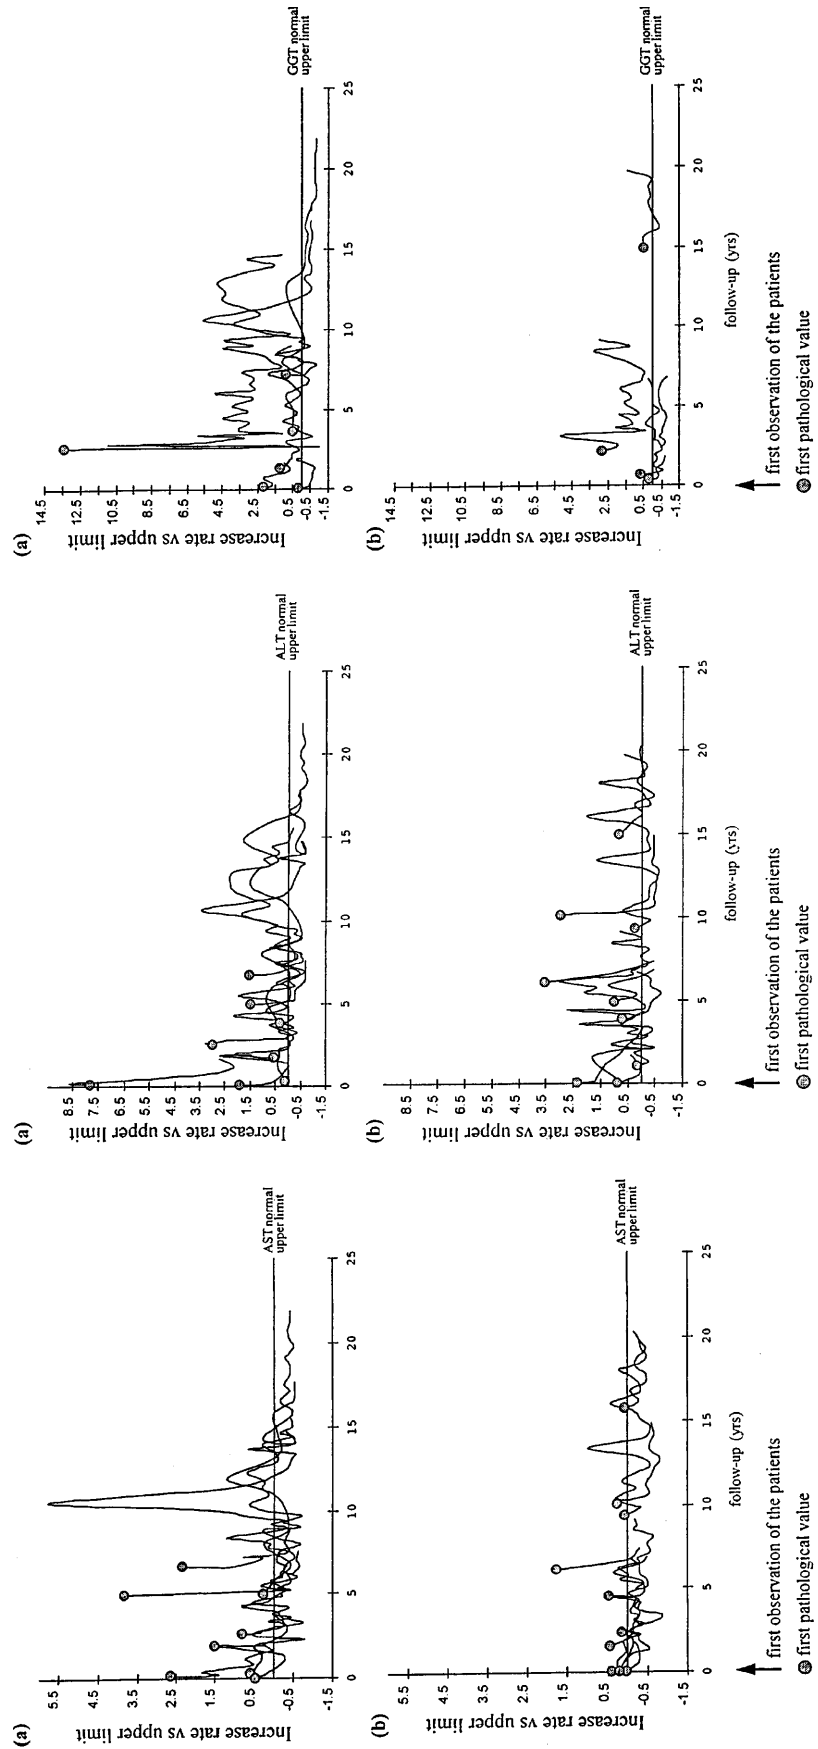 (a)
Increase rate vs upper limit
5.5
4.5
3.5
2.5
1.5
0.5
-0.5
-1.5
0 5 10 15 20 25
AST normal
upper limit
(b)
Increase rate vs upper limit
5.5
4.5
3.5
2.5
1.5
0.5
-0.5
-1.5
0 5 10 15 20 25
AST normal
upper limit
follow-up (yrs)
first observation of the patients
first pathological value
(a)
Increase rate vs upper limit
8.5
7.5
6.5
5.5
4.5
3.5
2.5
1.5
0.5
-0.5
-1.5
0 5 10 15 20 25
ALT normal
upper limit
(b)
Increase rate vs upper limit
8.5
7.5
6.5
5.5
4.5
3.5
2.5
1.5
0.5
-0.5
-1.5
0 5 10 15 20 25
ALT normal
upper limit
follow-up (yrs)
first observation of the patients
first pathological value
(a)
Increase rate vs upper limit
14.5
12.5
10.5
8.5
6.5
4.5
2.5
0.5
-0.5
-1.5
0 5 10 15 20 25
GGT normal
upper limit
(b)
Increase rate vs upper limit
14.5
12.5
10.5
8.5
6.5
4.5
2.5
0.5
-0.5
-1.5
0 5 10 15 20 25
GGT normal
upper limit
follow-up (yrs)
first observation of the patients
first pathological value